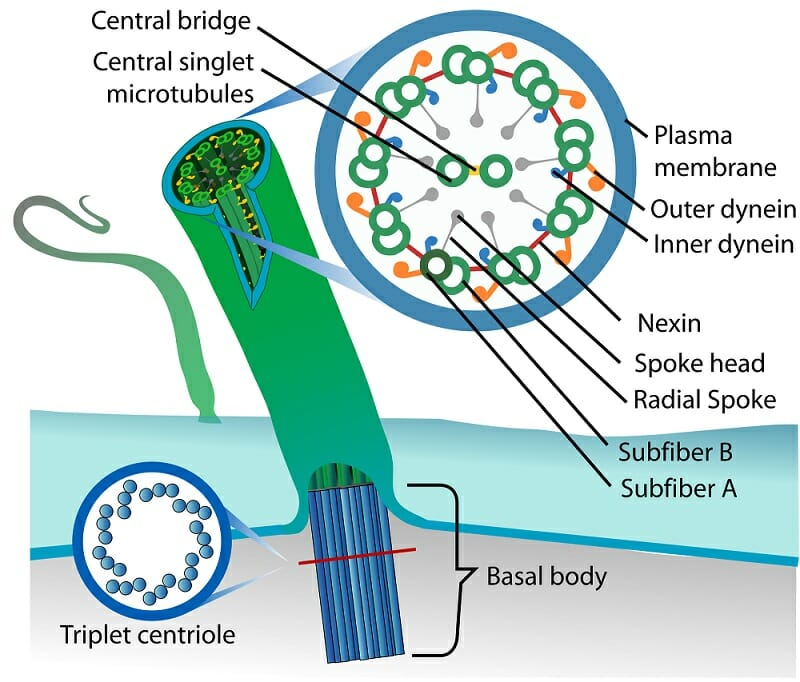 Central bridge
Central singlet
microtubules
Plasma
membrane
Outer dynein
Inner dynein
Nexin
Spoke head
Radial Spoke
Subfiber B
Subfiber A
Basal body
Triplet centriole